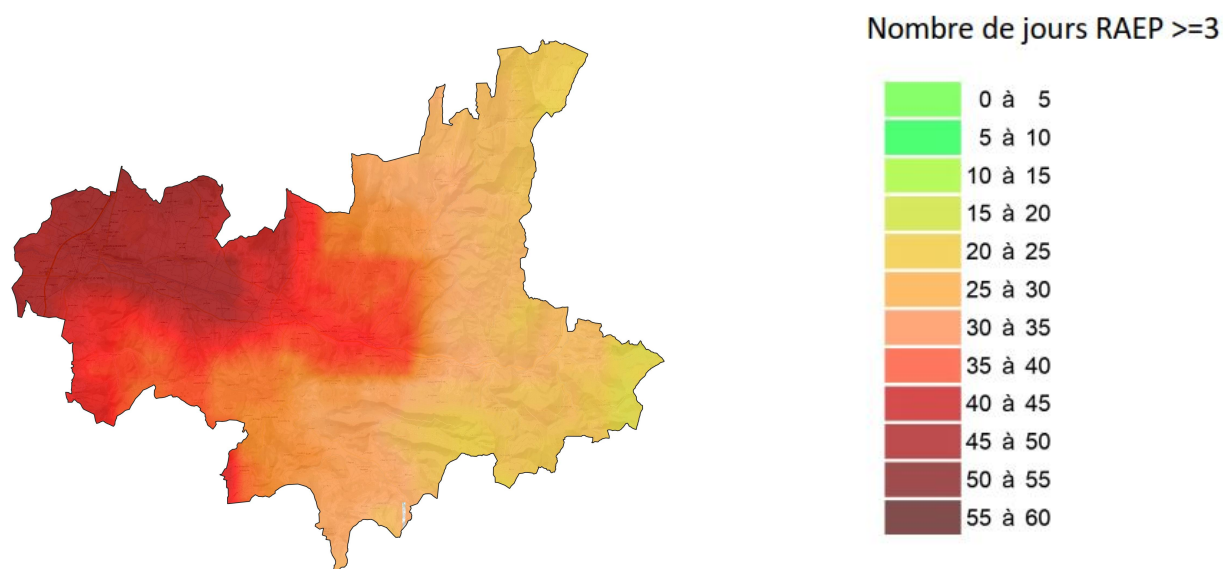 Nombre de jours RAEP >=3
0 à 5
5 à 10
10 à 15
15 à 20
20 à 25
25 à 30
30 à 35
35 à 40
40 à 45
45 à 50
50 à 55
55 à 60